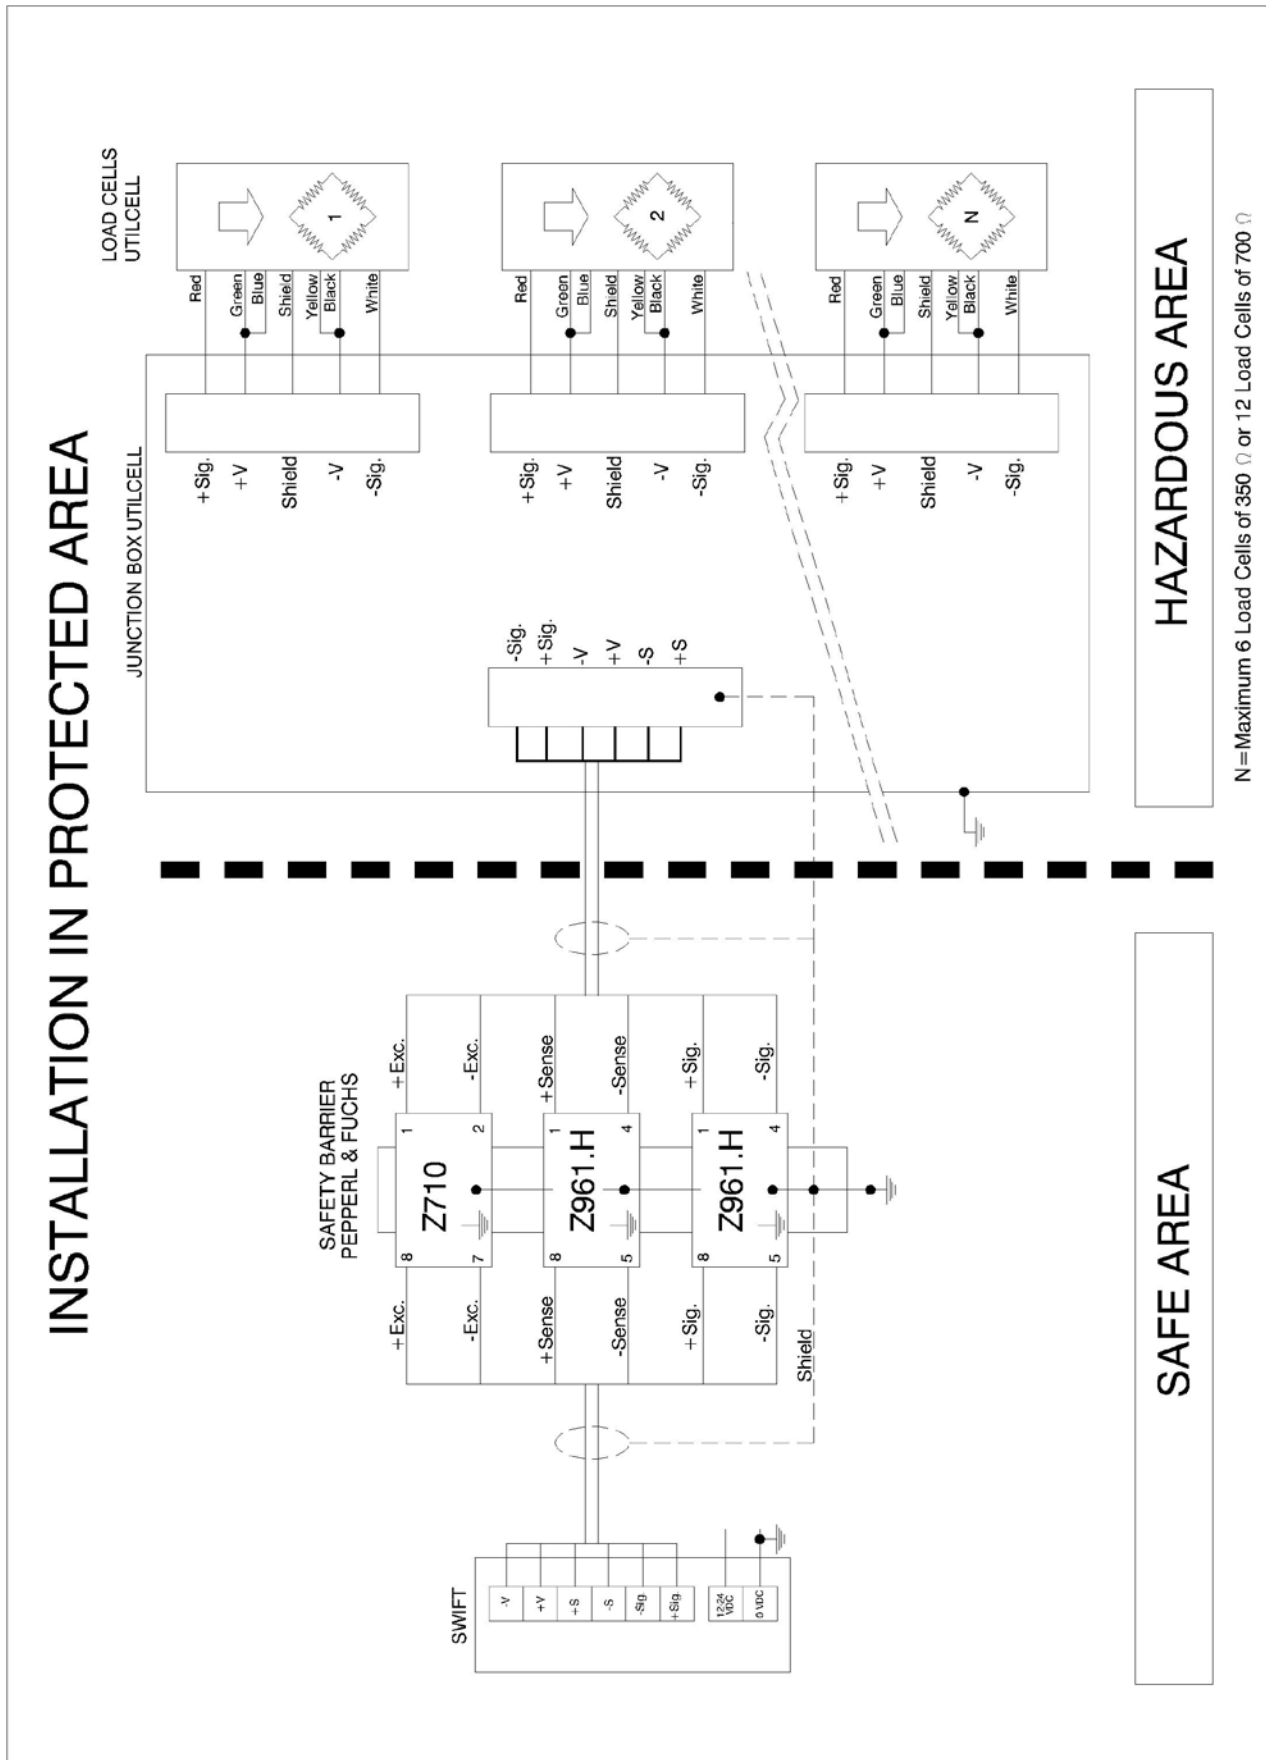 INSTALLATION IN PROTECTED AREA
SWIFT
-V
+V
+S
-S
-Sig.
+Sig.
12-24
VDC
0 VDC
SAFETY BARRIER
PEPPERL & FUCHS
+Exc.
-Exc.
+Sense
-Sense
+Sig.
-Sig.
Shield
8
1
Z710
7
2
8
1
Z961.H
5
4
8
1
Z961.H
5
4
+Exc.
-Exc.
+Sense
-Sense
+Sig.
-Sig.
JUNCTION BOX UTILCELL
-Sig.
+Sig.
-V
+V
-S
+S
+Sig.
+V
Shield
-V
-Sig.
+Sig.
+V
Shield
-V
-Sig.
+Sig.
+V
Shield
-V
-Sig.
LOAD CELLS
UTILCELL
Red
Green
Blue
Shield
Yellow
Black
White
1
Red
Green
Blue
Shield
Yellow
Black
White
2
Red
Green
Blue
Shield
Yellow
Black
White
N
SAFE AREA
HAZARDOUS AREA
N=Maximum 6 Load Cells of 350 Ω or 12 Load Cells of 700 Ω